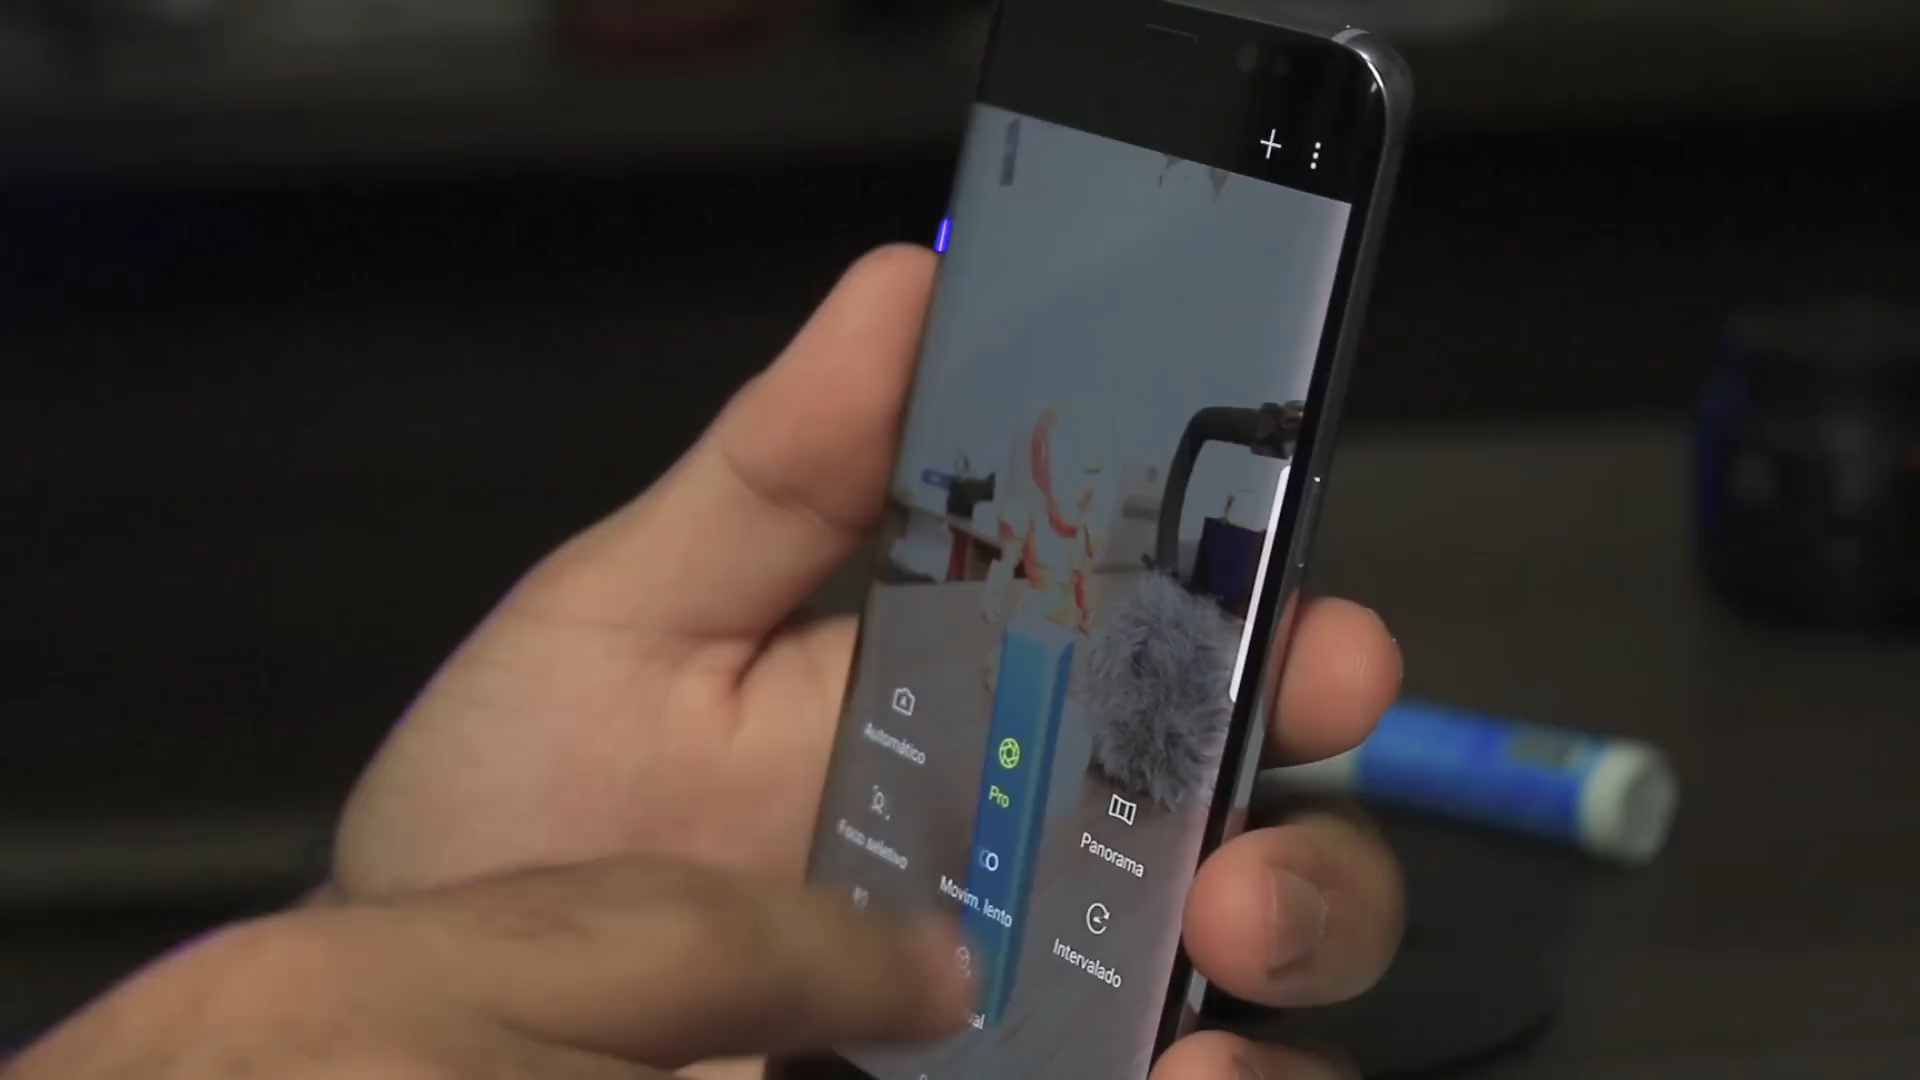 Automático
Pro
Panorama
Foco seletivo
Movim. lento
Intervalado